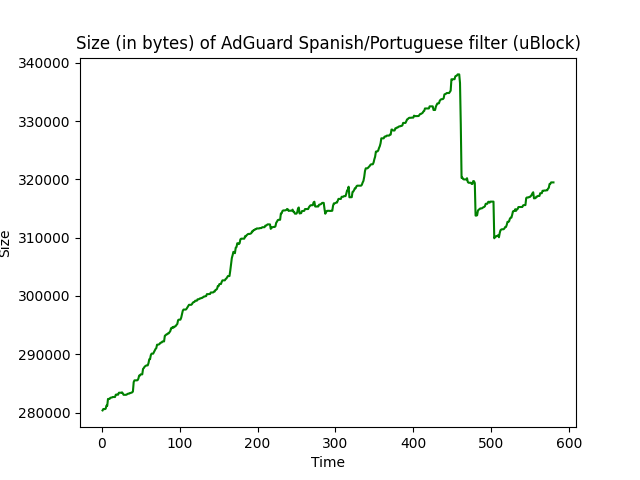 Size (in bytes) of AdGuard Spanish/Portuguese filter (uBlock)
340000
330000
320000
310000
300000
290000
280000
Size
0 100 200 300 400 500 600
Time